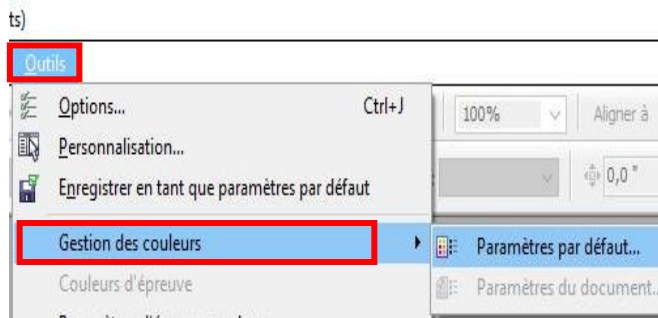 ts)
Outils
Options... Ctrl+J
100% Aligner à
Personnalisation...
Enregistrer en tant que paramètres par défaut
0,0 "
Gestion des couleurs
Paramètres par défaut...
Couleurs d'épreuve
Paramètres du document...